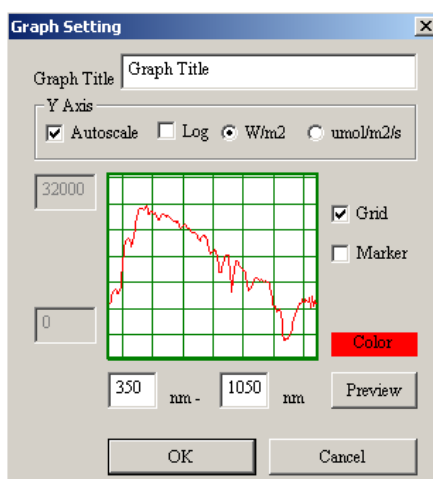 Graph Setting
Graph Title Graph Title
Y Axis
Autoscale Log W/m2 umol/m2/s
32000
Grid
Marker
0
Color
350 nm - 1050 nm Preview
OK Cancel